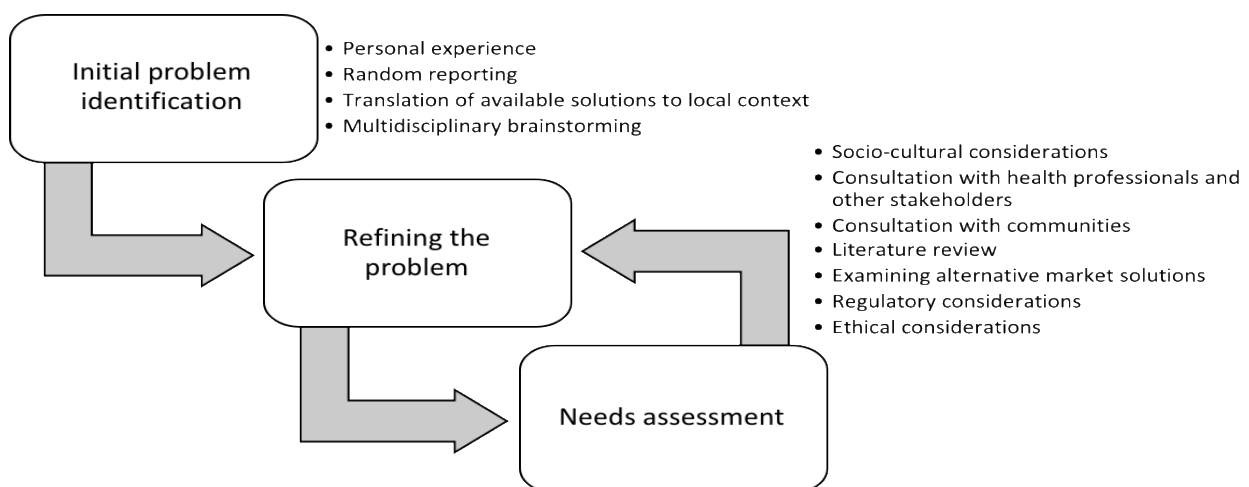 Initial problem
identification
• Personal experience
• Random reporting
• Translation of available solutions to local context
• Multidisciplinary brainstorming
Refining the
problem
• Socio-cultural considerations
• Consultation with health professionals and
other stakeholders
• Consultation with communities
• Literature review
• Examining alternative market solutions
• Regulatory considerations
• Ethical considerations
Needs assessment